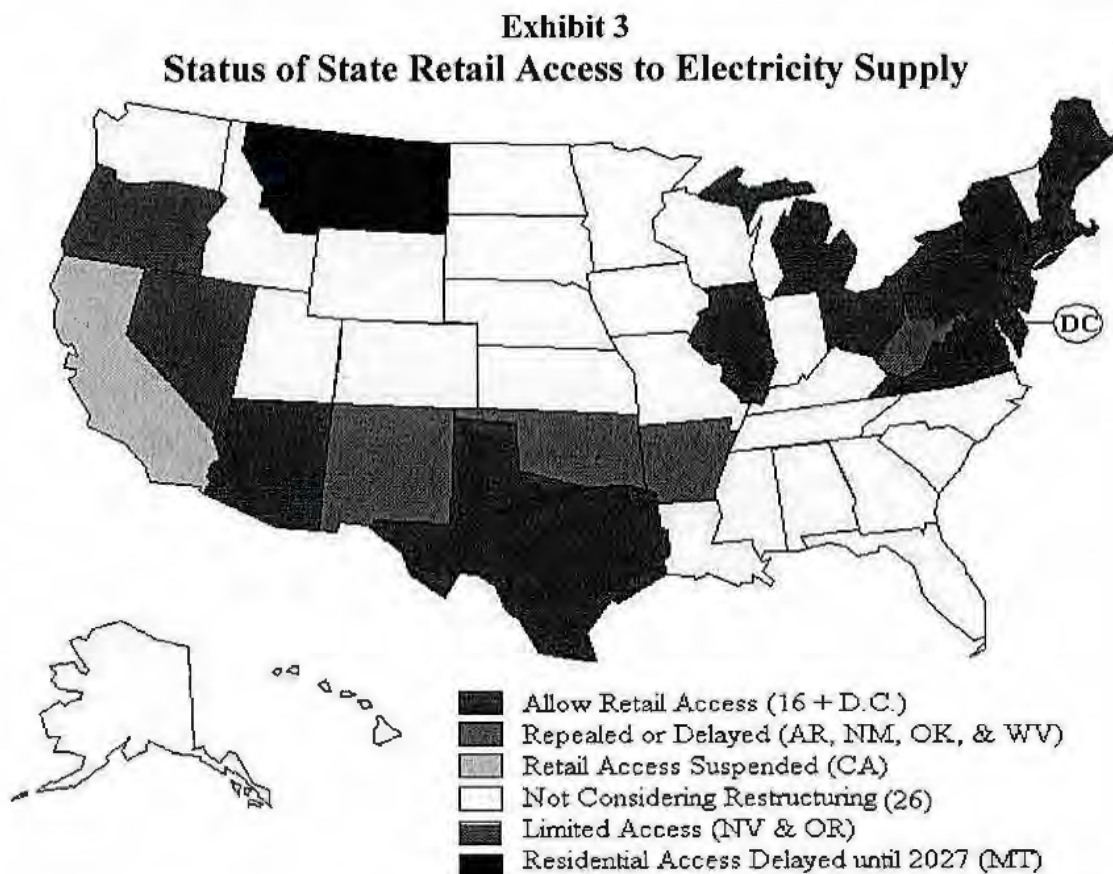 Exhibit 3
Status of State Retail Access to Electricity Supply
DC
Allow Retail Access (16 + D.C.)
Repealed or Delayed (AR, NM, OK, & WV)
Retail Access Suspended (CA)
Not Considering Restructuring (26)
Limited Access (NV & OR)
Residential Access Delayed until 2027 (MT)